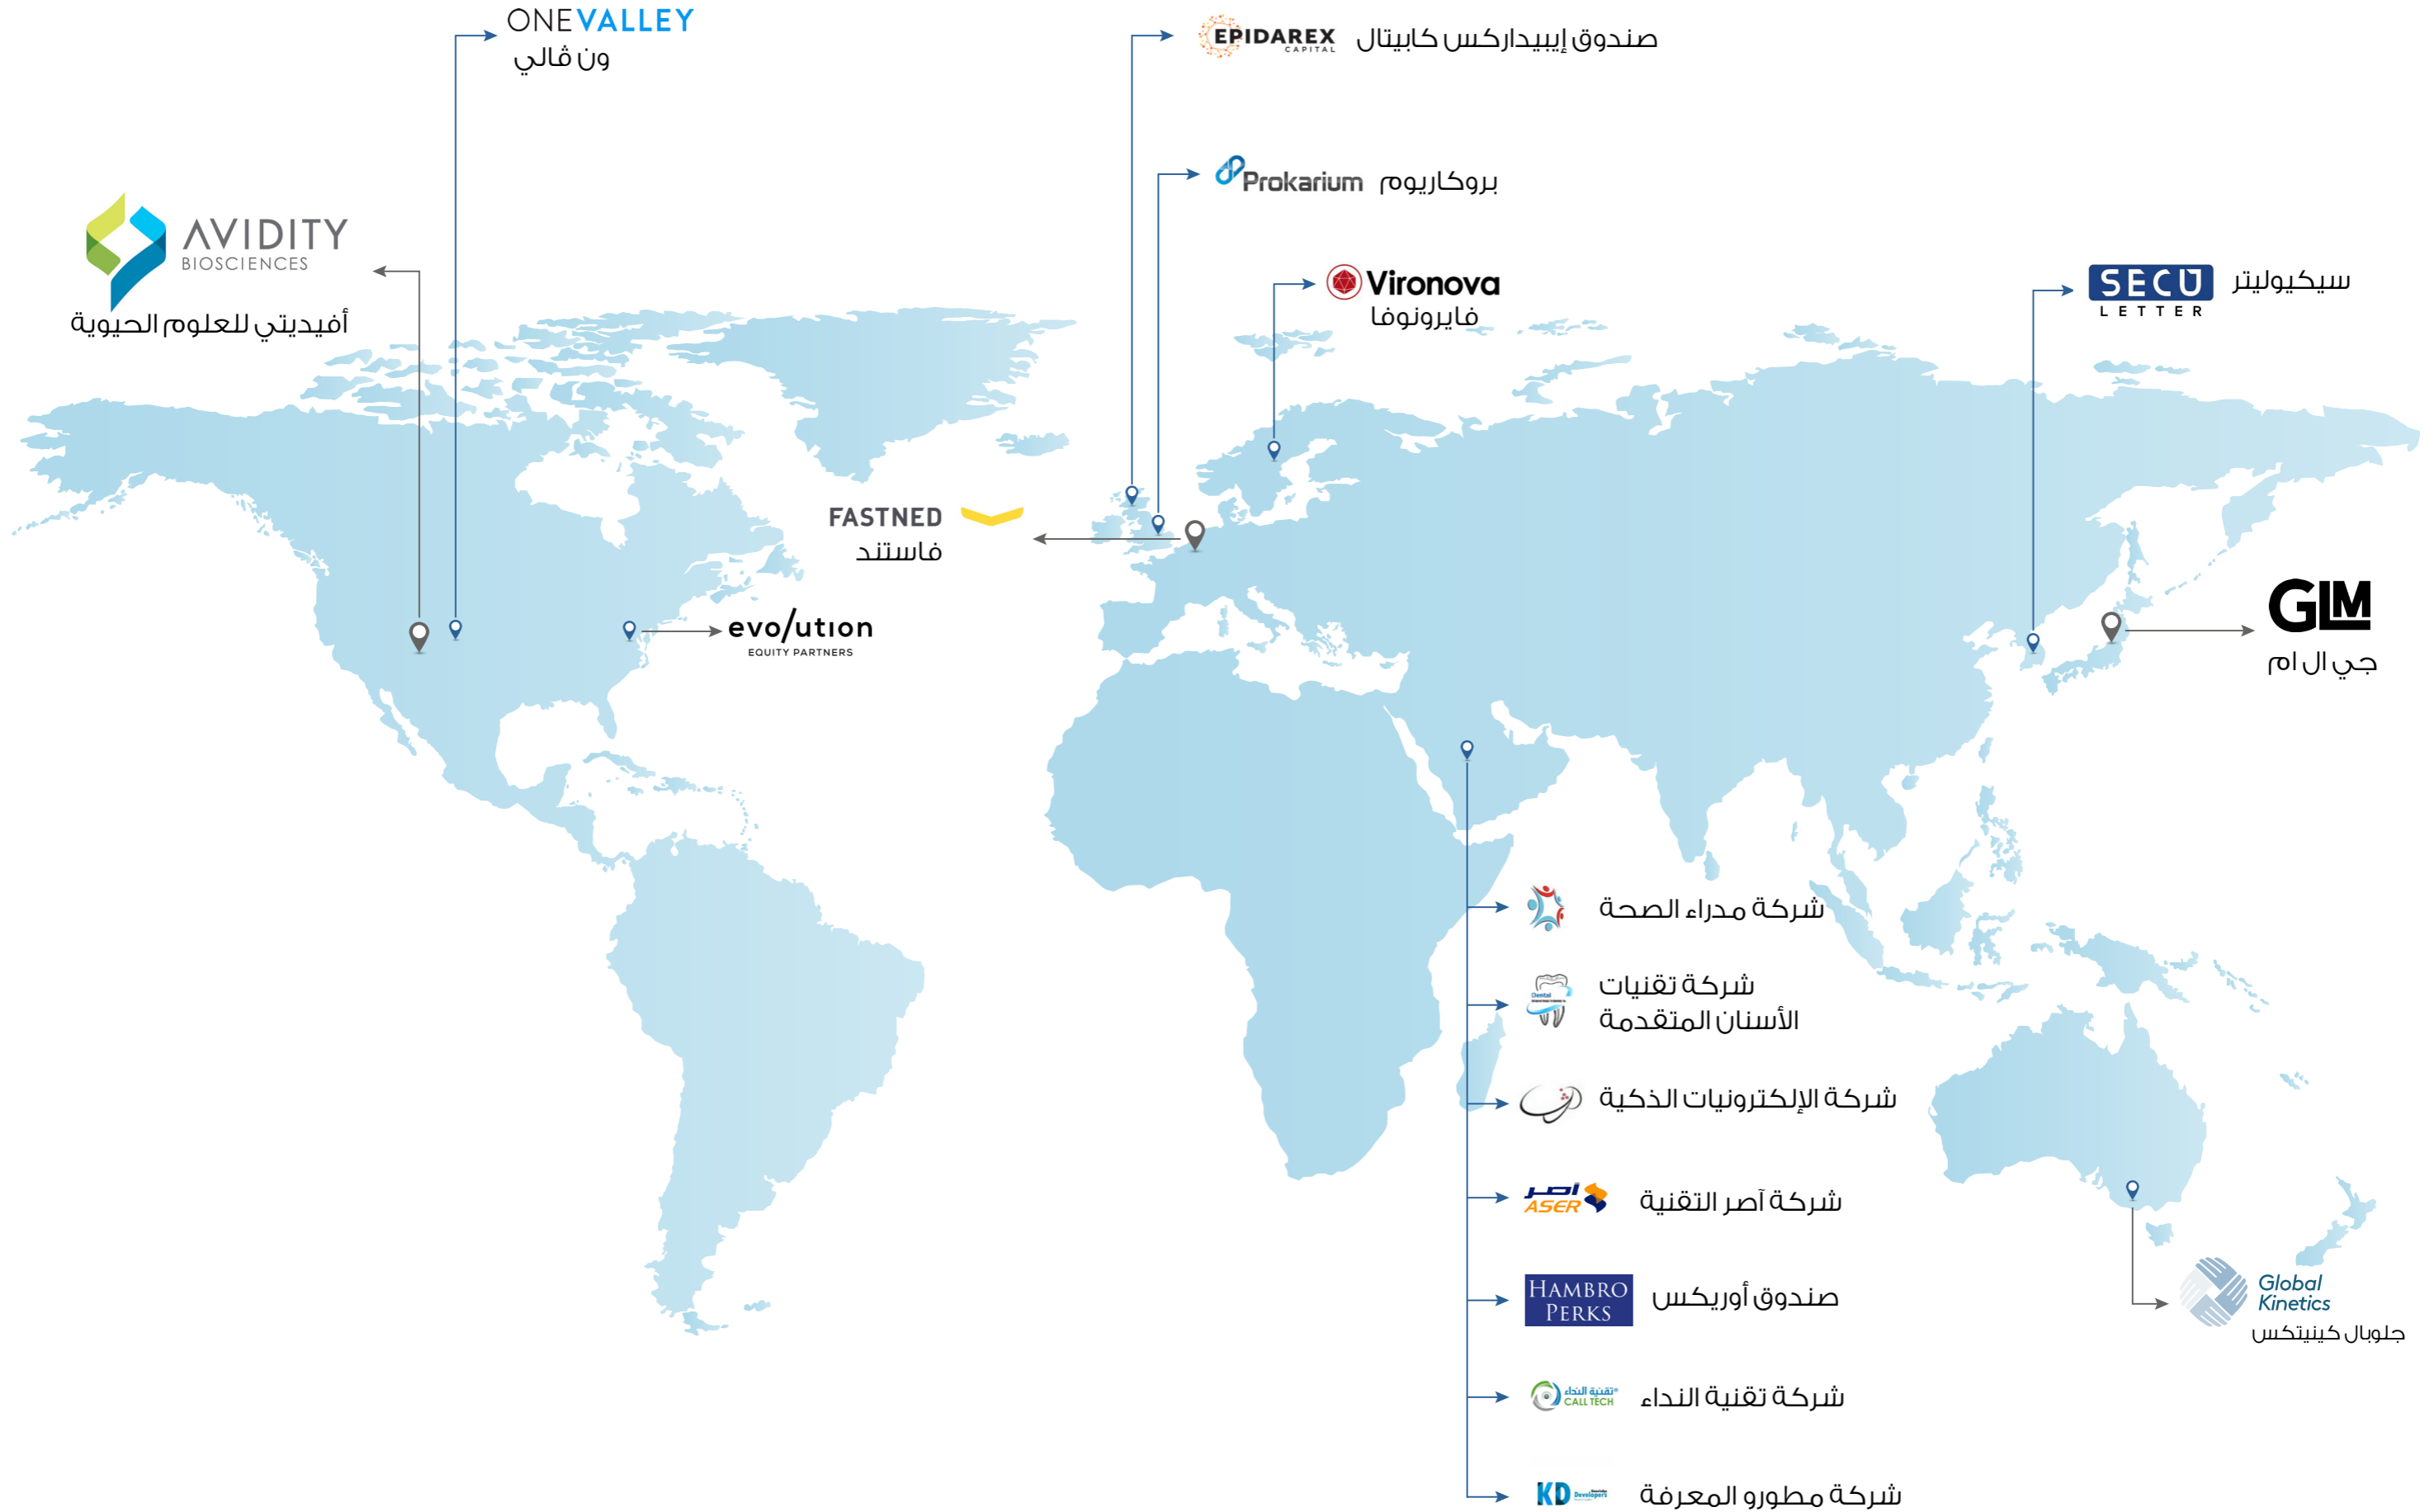 ONEVALLEY
ون ڤالي
EPIDAREX
CAPITAL
صندوق إيبيداركس كابيتال
Prokarium
بروكاريوم
AVIDITY
BIOSCIENCES
أفيديتي للعلوم الحيوية
Vironova
فايرونوفا
SECU
LETTER
سيكيوليتر
FASTNED
فاستند
evolution
EQUITY PARTNERS
GLM
جي ال ام
شركة مدراء الصحة
Dental
شركة تقنيات
الأسنان المتقدمة
شركة الإلكترونيات الذكية
اصر
ASER
شركة آصر التقنية
HAMBRO
PERKS
صندوق أوريكس
Global
Kinetics
جلوبال كينيتكس
تقنية النداء
CALL TECH
شركة تقنية النداء
KD
Developers
شركة مطورو المعرفة